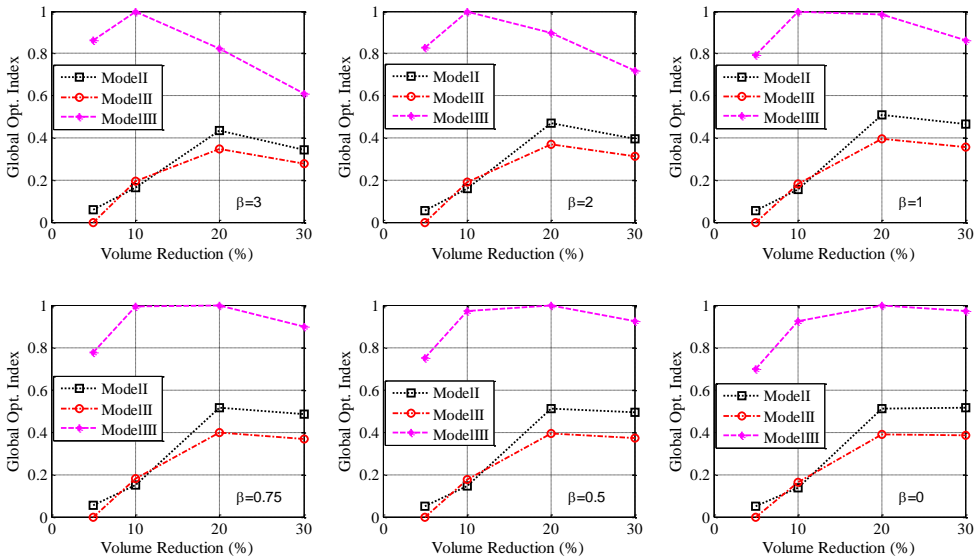 Global Opt. Index
1
0.8
0.6
0.4
0.2
0
ModelI
ModelII
ModelIII
β=3
0 10 20 30
Volume Reduction (%)
Global Opt. Index
1
0.8
0.6
0.4
0.2
0
ModelI
ModelII
ModelIII
β=2
0 10 20 30
Volume Reduction (%)
Global Opt. Index
1
0.8
0.6
0.4
0.2
0
ModelI
ModelII
ModelIII
β=1
0 10 20 30
Volume Reduction (%)
Global Opt. Index
1
0.8
0.6
0.4
0.2
0
ModelI
ModelII
ModelIII
β=0.75
0 10 20 30
Volume Reduction (%)
Global Opt. Index
1
0.8
0.6
0.4
0.2
0
ModelI
ModelII
ModelIII
β=0.5
0 10 20 30
Volume Reduction (%)
Global Opt. Index
1
0.8
0.6
0.4
0.2
0
ModelI
ModelII
ModelIII
β=0
0 10 20 30
Volume Reduction (%)